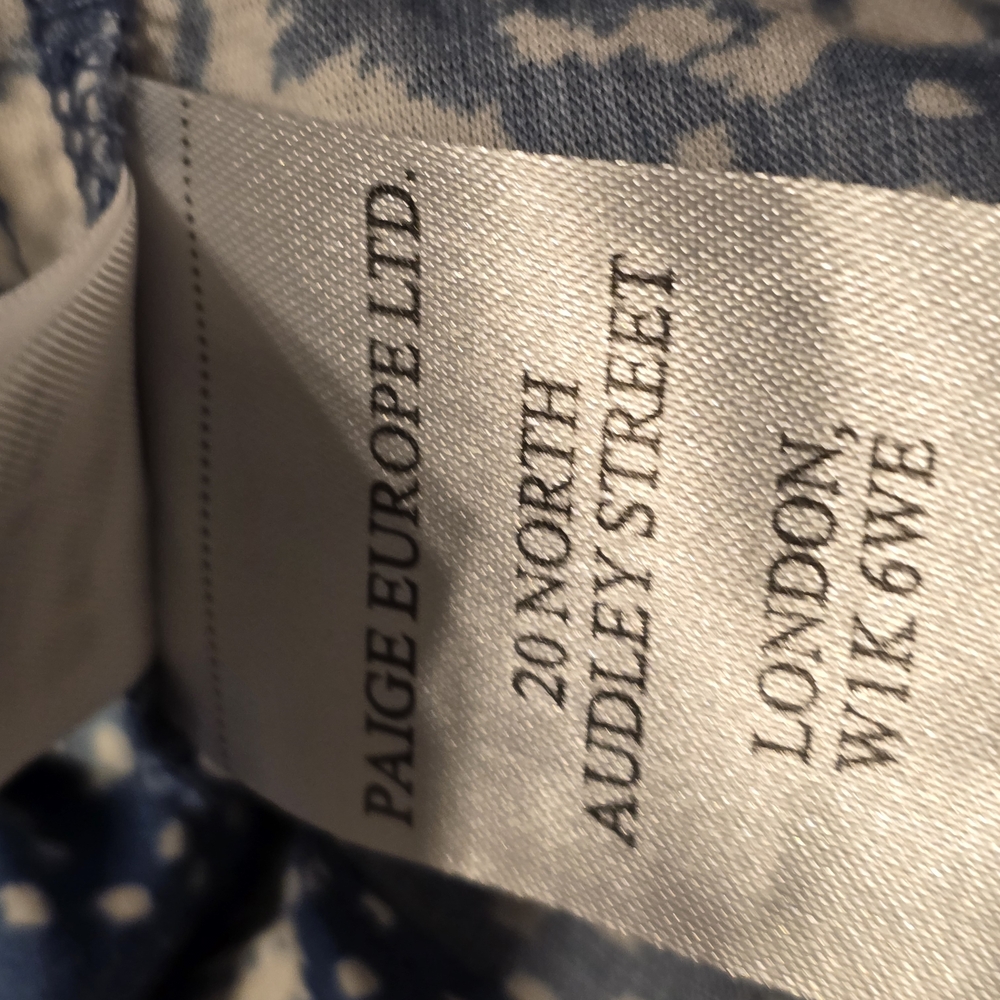 PAIGE EUROPE LTD.
20 NORTH
AUDLEY STREET
LONDON,
W1K 6WE